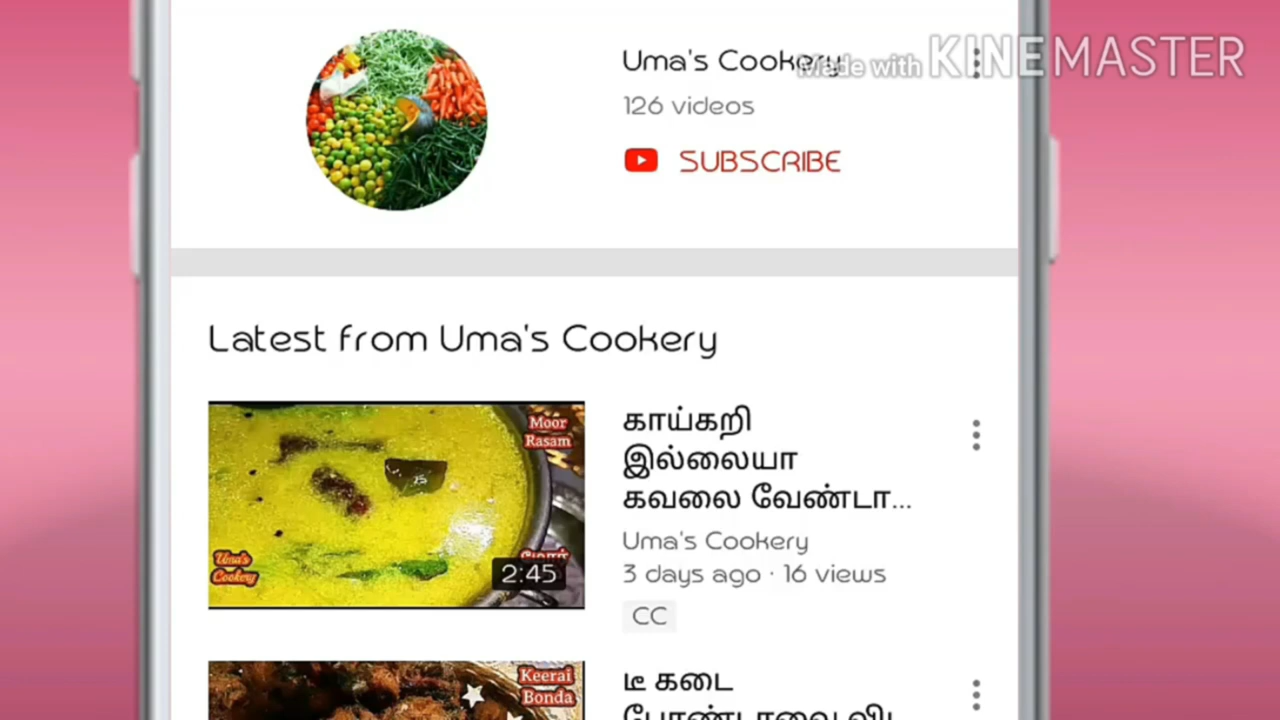 Uma's Cookery
Made with KINEMASTER
126 videos
SUBSCRIBE
Latest from Uma's Cookery
Moor
Rasam
Uma's
Cookery
மோர்
2:45
காய்கறி
இல்லையா
கவலை வேண்டா...
Uma's Cookery
3 days ago · 16 views
CC
Keerai
Bonda
டீ கடை